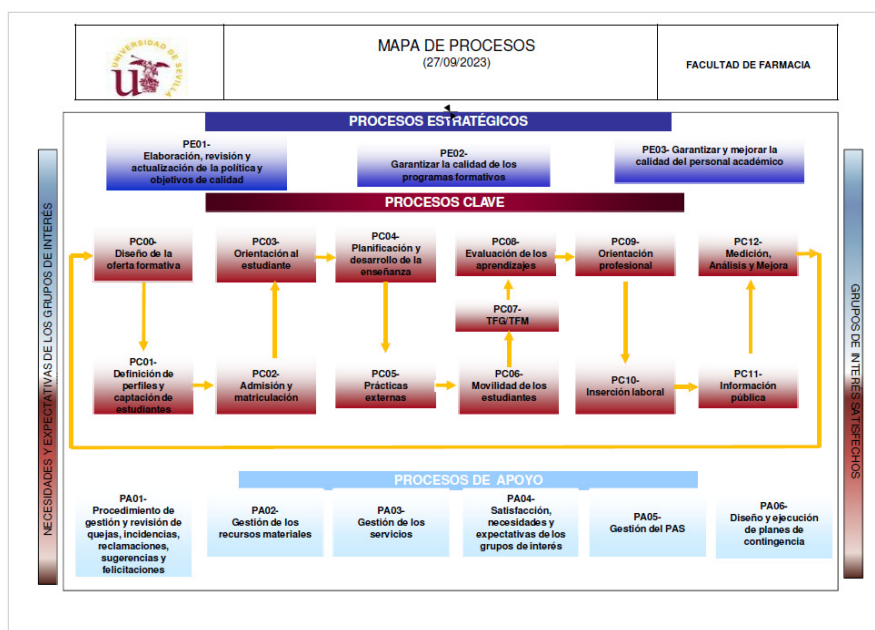 UNIVERSIDAD DE SEVILLA
MAPA DE PROCESOS
(27/09/2023)
FACULTAD DE FARMACIA
NECESIDADES Y EXPECTATIVAS DE LOS GRUPOS DE INTERÉS
PROCESOS ESTRATÉGICOS
PE01-
Elaboración, revisión y
actualización de la política y
objetivos de calidad
PE02-
Garantizar la calidad de los
programas formativos
PE03- Garantizar y mejorar la
calidad del personal académico
PROCESOS CLAVE
PC00-
Diseño de la
oferta formativa
PC03-
Orientación al
estudiante
PC04-
Planificación y
desarrollo de la
enseñanza
PC08-
Evaluación de los
aprendizajes
PC09-
Orientación
profesional
PC12-
Medición,
Análisis y Mejora
PC07-
TFG/TFM
PC01-
Definición de
perfiles y
captación de
estudiantes
PC02-
Admisión y
matriculación
PC05-
Prácticas
externas
PC06-
Movilidad de los
estudiantes
PC10-
Inserción laboral
PC11-
Información
pública
PROCESOS DE APOYO
PA01-
Procedimiento de
gestión y revisión de
quejas, incidencias,
reclamaciones,
sugerencias y
felicitaciones
PA02-
Gestión de los
recursos materiales
PA03-
Gestión de los
servicios
PA04-
Satisfacción,
necesidades y
expectativas de los
grupos de interés
PA05-
Gestión del PAS
PA06-
Diseño y ejecución
de planes de
contingencia
GRUPOS DE INTERÉS SATISFECHOS